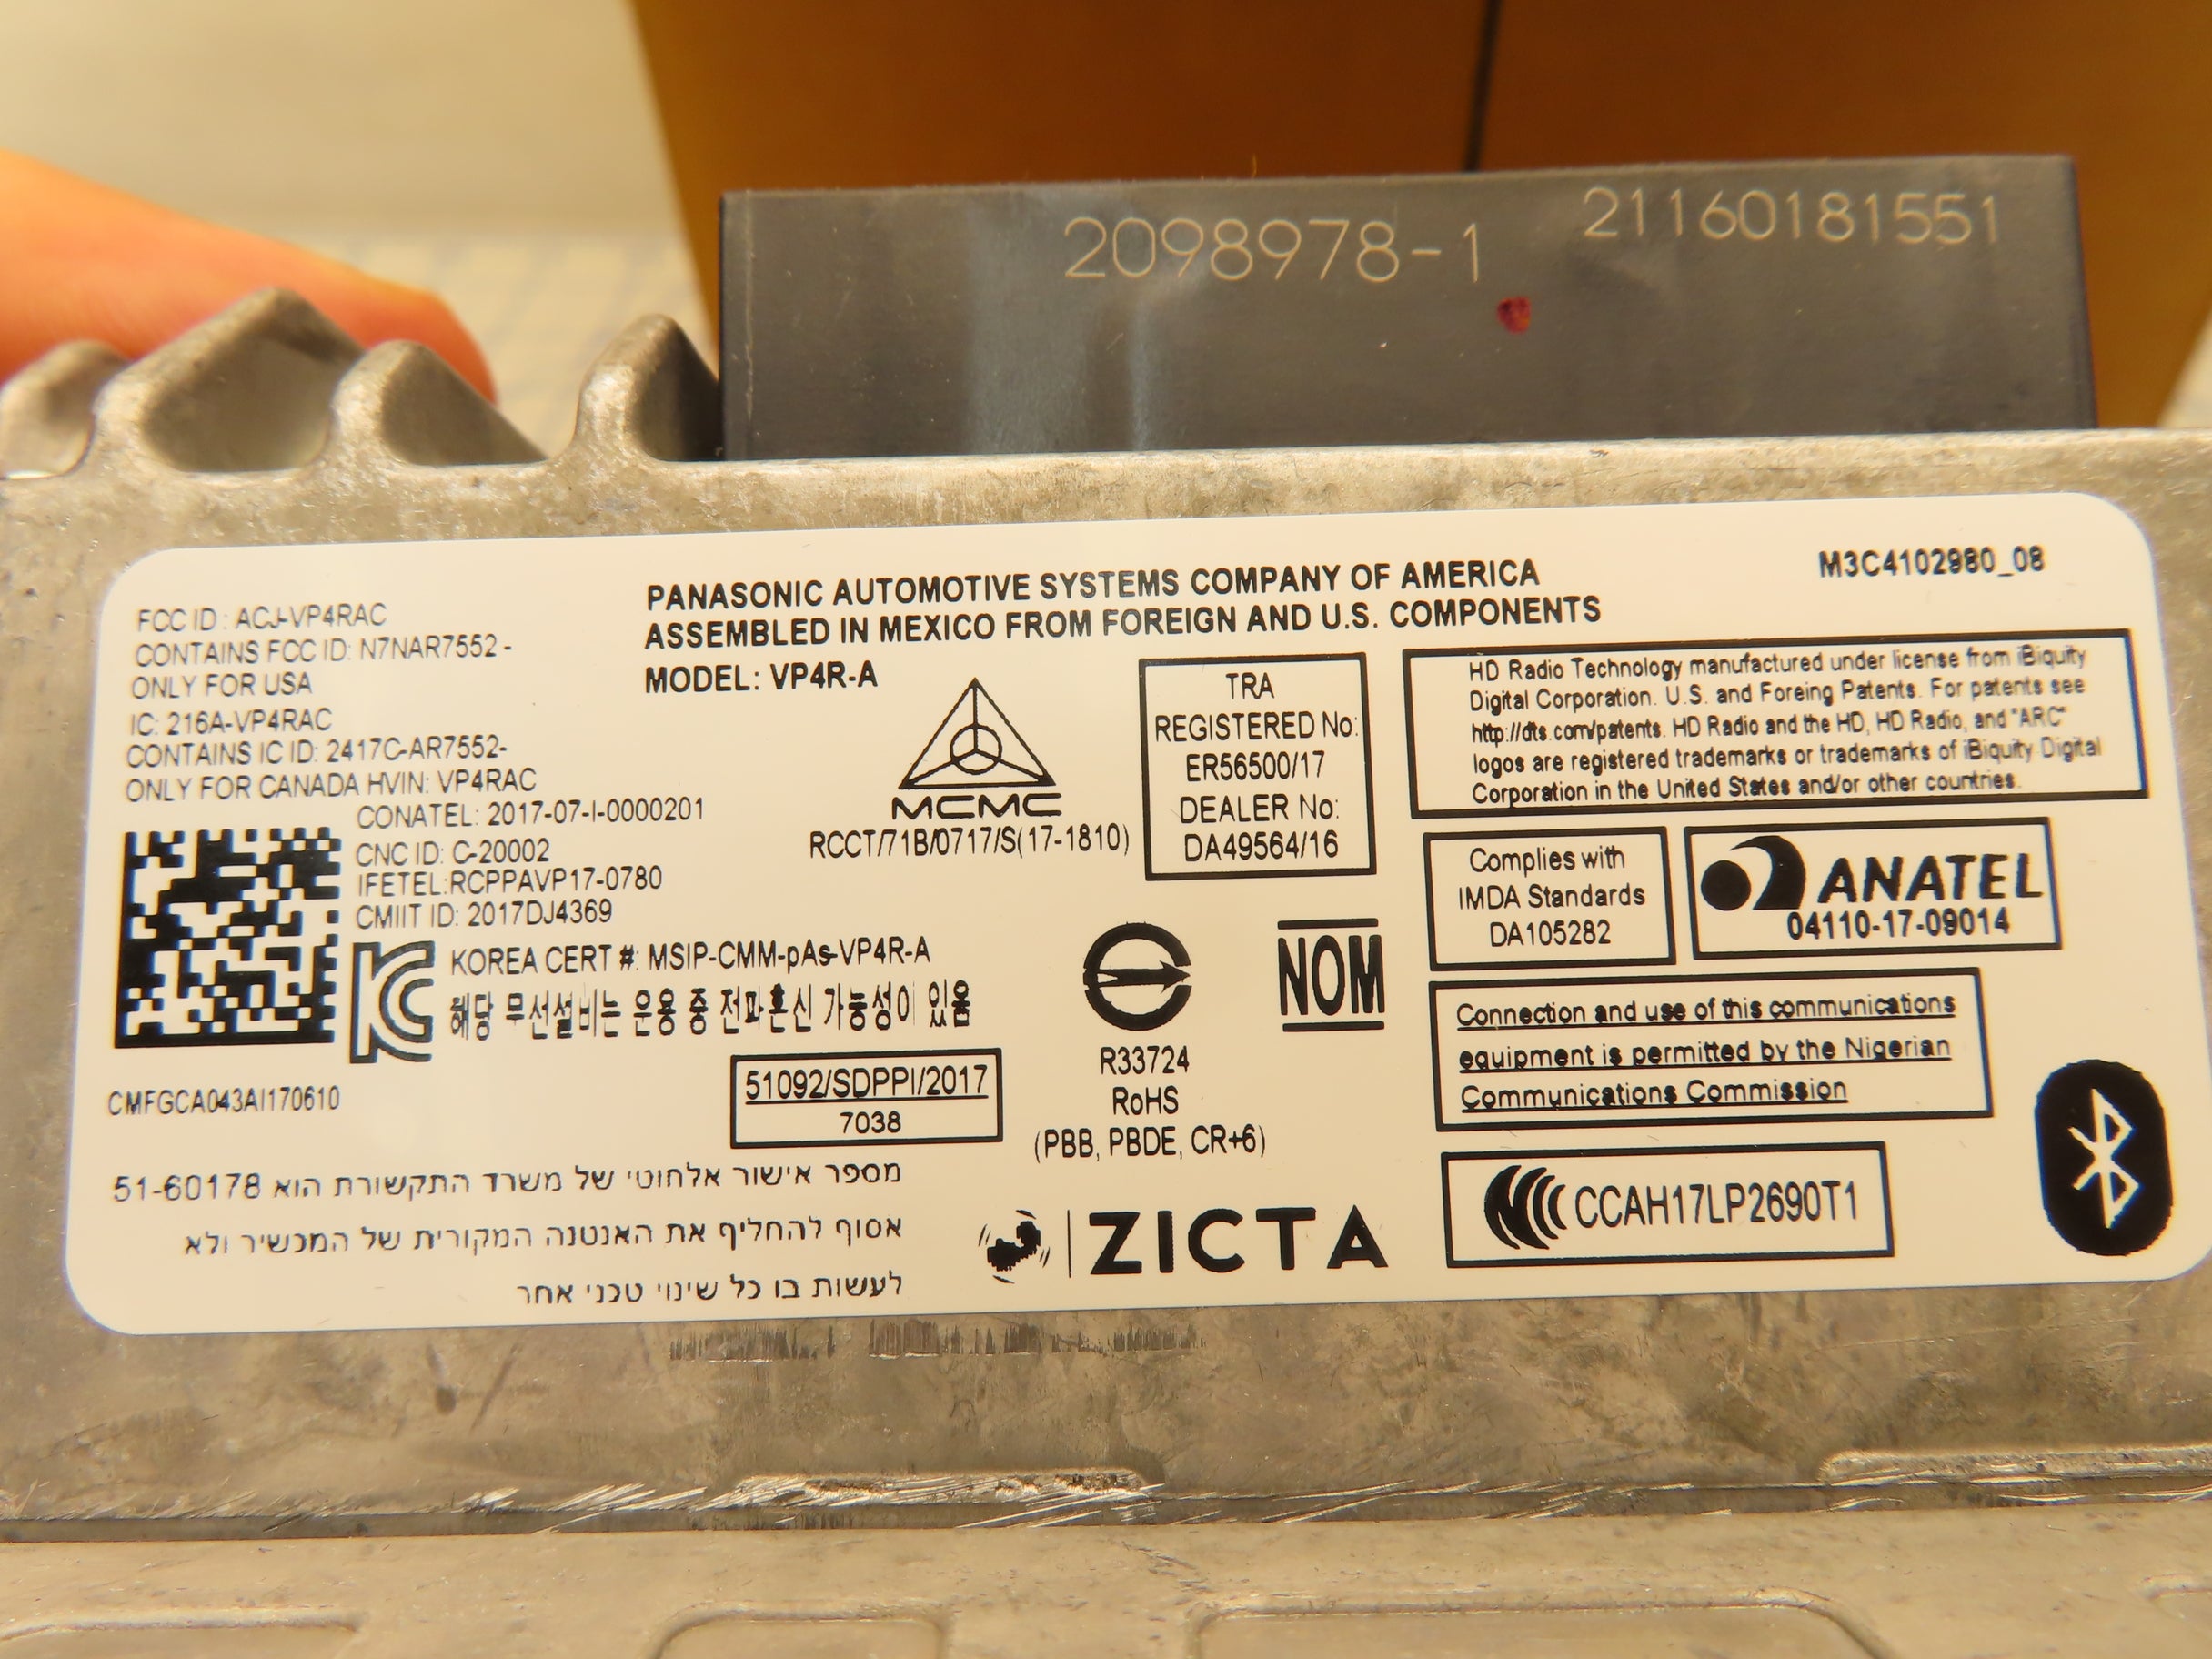 2098978-1
21160181551
M3C4102980_08
PANASONIC AUTOMOTIVE SYSTEMS COMPANY OF AMERICA
ASSEMBLED IN MEXICO FROM FOREIGN AND U.S. COMPONENTS
MODEL: VP4R-A
FCC ID : ACJ-VP4RAC
CONTAINS FCC ID: N7NAR7552 -
ONLY FOR USA
IC: 216A-VP4RAC
CONTAINS IC ID: 2417C-AR7552-
ONLY FOR CANADA HVIN: VP4RAC
CONATEL: 2017-07-I-0000201
CNC ID: C-20002
IFETEL:RCPPAVP17-0780
CMIIT ID: 2017DJ4369
KOREA CERT #: MSIP-CMM-pAs-VP4R-A
해당 무선설비는 운용 중 전파혼신 가능성이 있음
CMFGCA043AI170610
MCMC
RCCT/71B/0717/S(17-1810)
TRA
REGISTERED No:
ER56500/17
DEALER No:
DA49564/16
HD Radio Technology manufactured under license from iBiquity
Digital Corporation. U.S. and Foreing Patents. For patents see
http://dts.com/patents. HD Radio and the HD, HD Radio, and "ARC"
logos are registered trademarks or trademarks of iBiquity Digital
Corporation in the United States and/or other countries.
Complies with
IMDA Standards
DA105282
ANATEL
04110-17-09014
NOM
R33724
RoHS
(PBB, PBDE, CR+6)
51092/SDPPI/2017
7038
Connection and use of this communications
equipment is permitted by the Nigerian
Communications Commission
CCAH17LP2690T1
מספר אישור אלחוטי של משרד התקשורת הוא 51-60178
אסוף להחליף את האנטנה המקורית של המכשיר ולא
לעשות בו כל שינוי טכני אחר
ZICTA